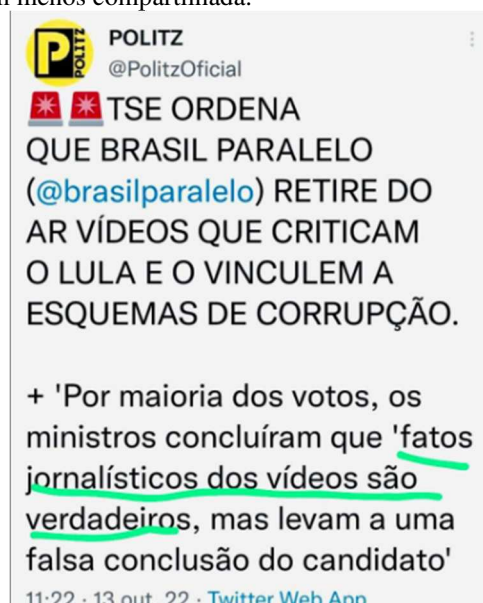 menos compartilhada.
POLITZ
@PolitzOficial
TSE ORDENA
QUE BRASIL PARALELO
(@brasilparalelo) RETIRE DO
AR VÍDEOS QUE CRITICAM
O LULA E O VINCULEM A
ESQUEMAS DE CORRUPÇÃO.
+ 'Por maioria dos votos, os
ministros concluíram que 'fatos
jornalísticos dos vídeos são
verdadeiros, mas levam a uma
falsa conclusão do candidato'
11:22 · 13 out. 22 · Twitter Web App